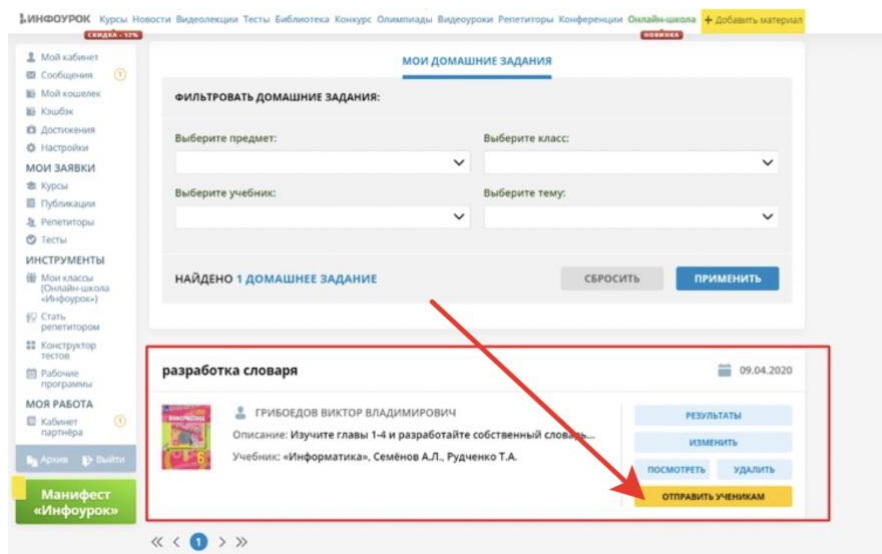 ИНФОУРОК Курсы Новости Видеолекции Тесты Библиотека Конкурс Олимпиады Видеоуроки Репетиторы Конференции Онлайн-школа + Добавить материал
СКИДКА - 52% НОВИНКА
Мой кабинет
Сообщения 1
Мой кошелек
Кэшбэк
Достижения
Настройки
МОИ ЗАЯВКИ
Курсы
Публикации
Репетиторы
Тесты
ИНСТРУМЕНТЫ
Мои классы
(Онлайн-школа
«Инфоурок»)
Стать
репетитором
Конструктор
тестов
Рабочие
программы
МОЯ РАБОТА
Кабинет 1
партнёра
Архив Выйти
Манифест
«Инфоурок»
МОИ ДОМАШНИЕ ЗАДАНИЯ
ФИЛЬТРОВАТЬ ДОМАШНИЕ ЗАДАНИЯ:
Выберите предмет: Выберите класс:
Выберите учебник: Выберите тему:
НАЙДЕНО 1 ДОМАШНЕЕ ЗАДАНИЕ СБРОСИТЬ ПРИМЕНИТЬ
разработка словаря 09.04.2020
ИНФОРМАТИКА
6
ГРИБОЕДОВ ВИКТОР ВЛАДИМИРОВИЧ
Описание: Изучите главы 1-4 и разработайте собственный словарь...
Учебник: «Информатика», Семёнов А.Л., Рудченко Т.А.
РЕЗУЛЬТАТЫ
ИЗМЕНИТЬ
ПОСМОТРЕТЬ УДАЛИТЬ
ОТПРАВИТЬ УЧЕНИКАМ
« < 1 > »